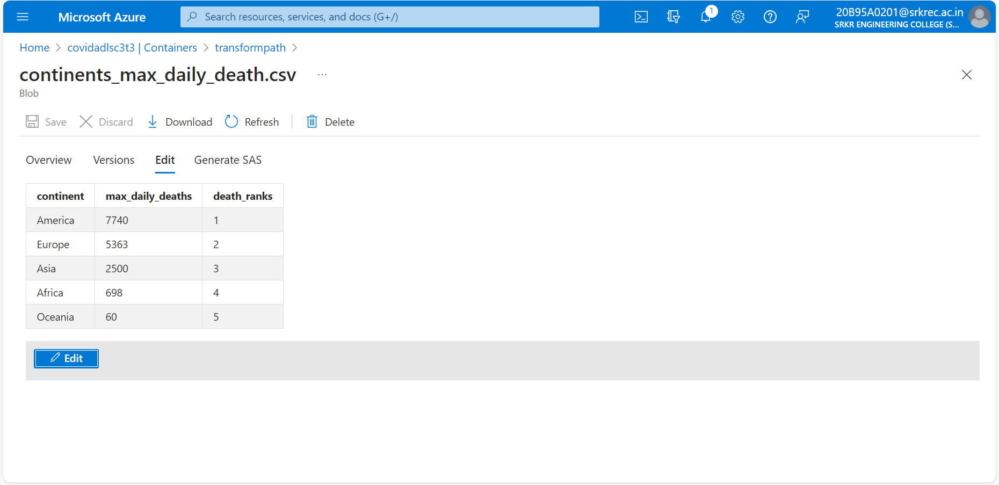 Microsoft Azure
Search resources, services, and docs (G+/)
1
20B95A0201@srkrec.ac.in
SRKR ENGINEERING COLLEGE (S...
Home > covidadlsc3t3 | Containers > transformpath >
continents_max_daily_death.csv ...
Blob
Save Discard Download Refresh Delete
Overview Versions Edit Generate SAS
continent max_daily_deaths death_ranks
America 7740 1
Europe 5363 2
Asia 2500 3
Africa 698 4
Oceania 60 5
Edit